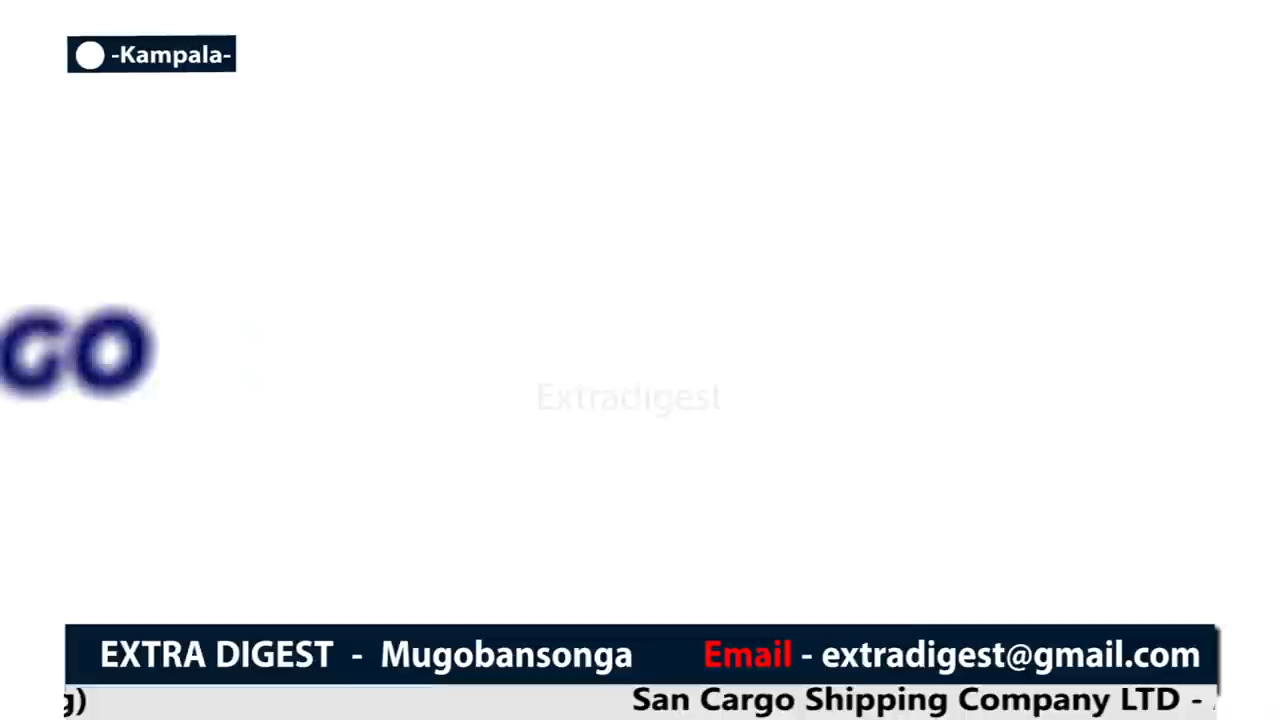 -Kampala-
GO
Extradigest
EXTRA DIGEST - Mugobansonga Email - extradigest@gmail.com
g) San Cargo Shipping Company LTD -